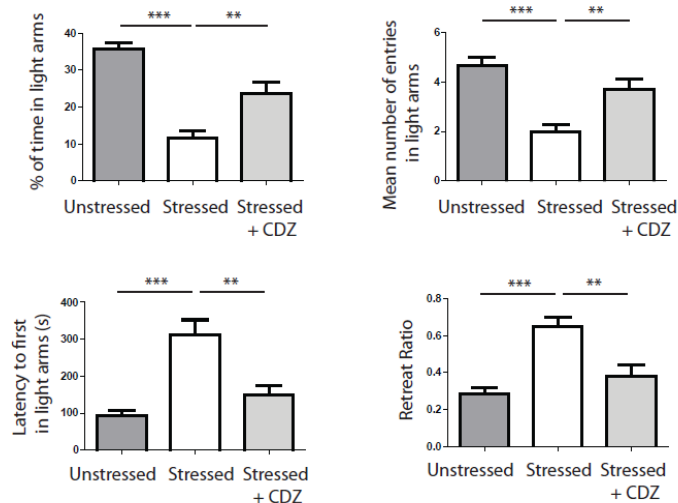 *** **
% of time in light arms
40
30
20
10
0
Unstressed Stressed Stressed
+ CDZ
*** **
Mean number of entries
in light arms
6
4
2
0
Unstressed Stressed Stressed
+ CDZ
*** **
Latency to first
in light arms (s)
400
300
200
100
0
Unstressed Stressed Stressed
+ CDZ
*** **
Retreat Ratio
0.8
0.6
0.4
0.2
0.0
Unstressed Stressed Stressed
+ CDZ